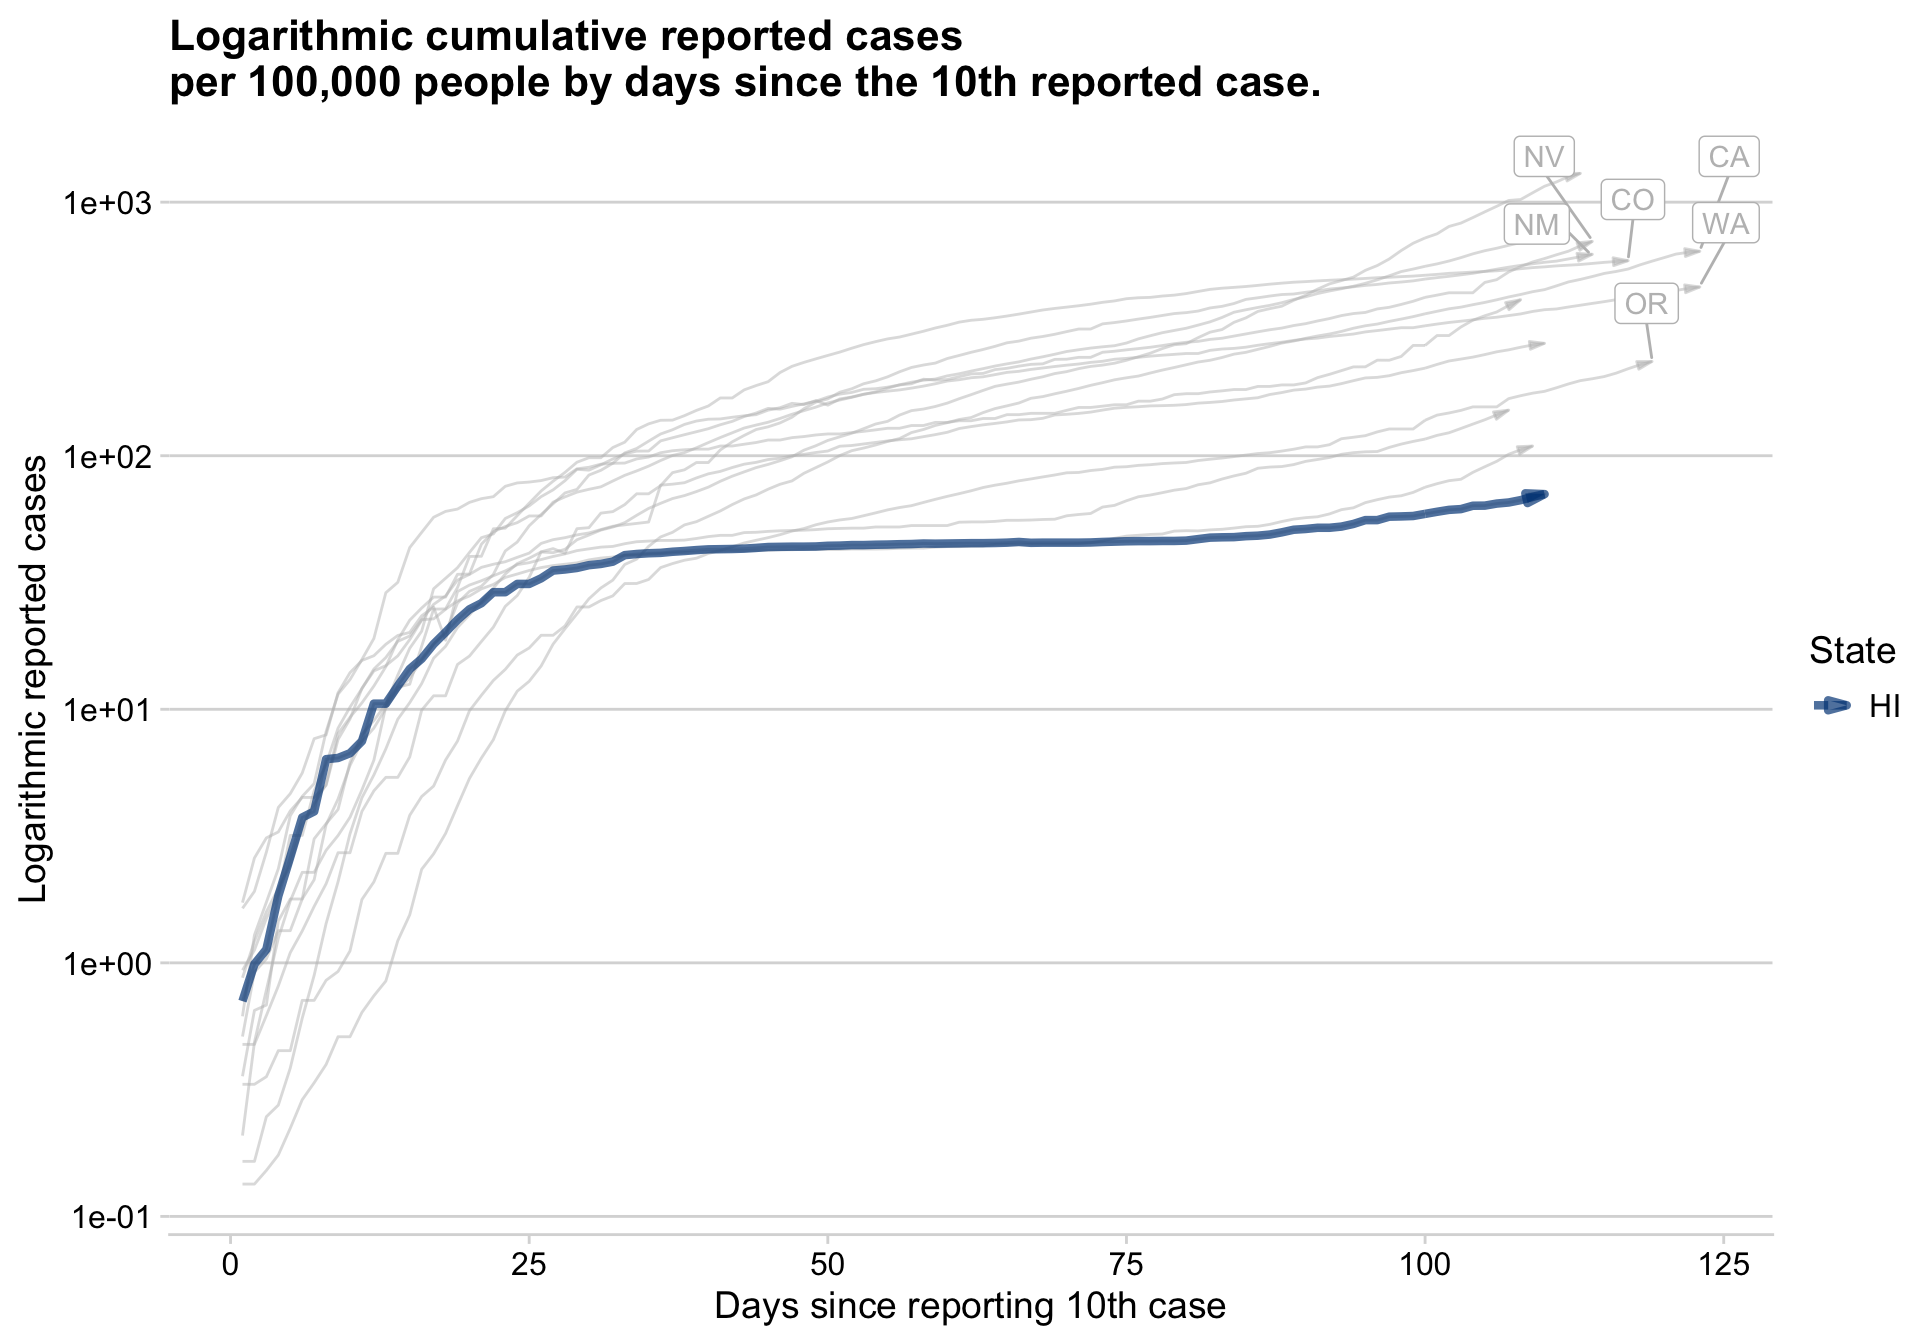 Logarithmic cumulative reported cases
per 100,000 people by days since the 10th reported case.
NV
CA
CO
NM
WA
OR
1e+03
1e+02
1e+01
1e+00
1e-01
Logarithmic reported cases
State
HI
0
25
50
75
100
125
Days since reporting 10th case